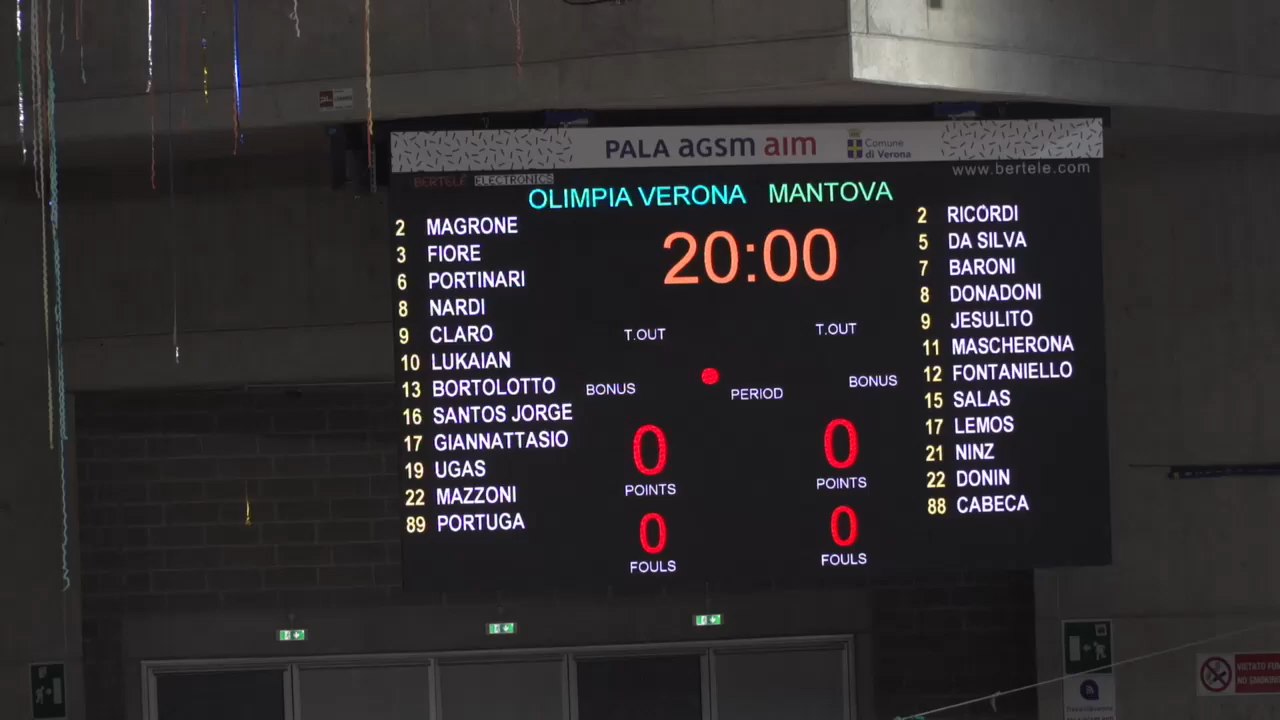 PALA AGSM AIM
Comune
di Verona
BERTELÈ ELECTRONICS
www.bertele.com
OLIMPIA VERONA MANTOVA
20:00
2 MAGRONE
3 FIORE
6 PORTINARI
8 NARDI
9 CLARO
10 LUKAIAN
13 BORTOLOTTO
16 SANTOS JORGE
17 GIANNATTASIO
19 UGAS
22 MAZZONI
89 PORTUGA
T.OUT T.OUT
BONUS PERIOD BONUS
0 0
POINTS POINTS
0 0
FOULS FOULS
2 RICORDI
5 DA SILVA
7 BARONI
8 DONADONI
9 JESULITO
11 MASCHERONA
12 FONTANIELLO
15 SALAS
17 LEMOS
21 NINZ
22 DONIN
88 CABECA
VIETATO
NO SMOKING